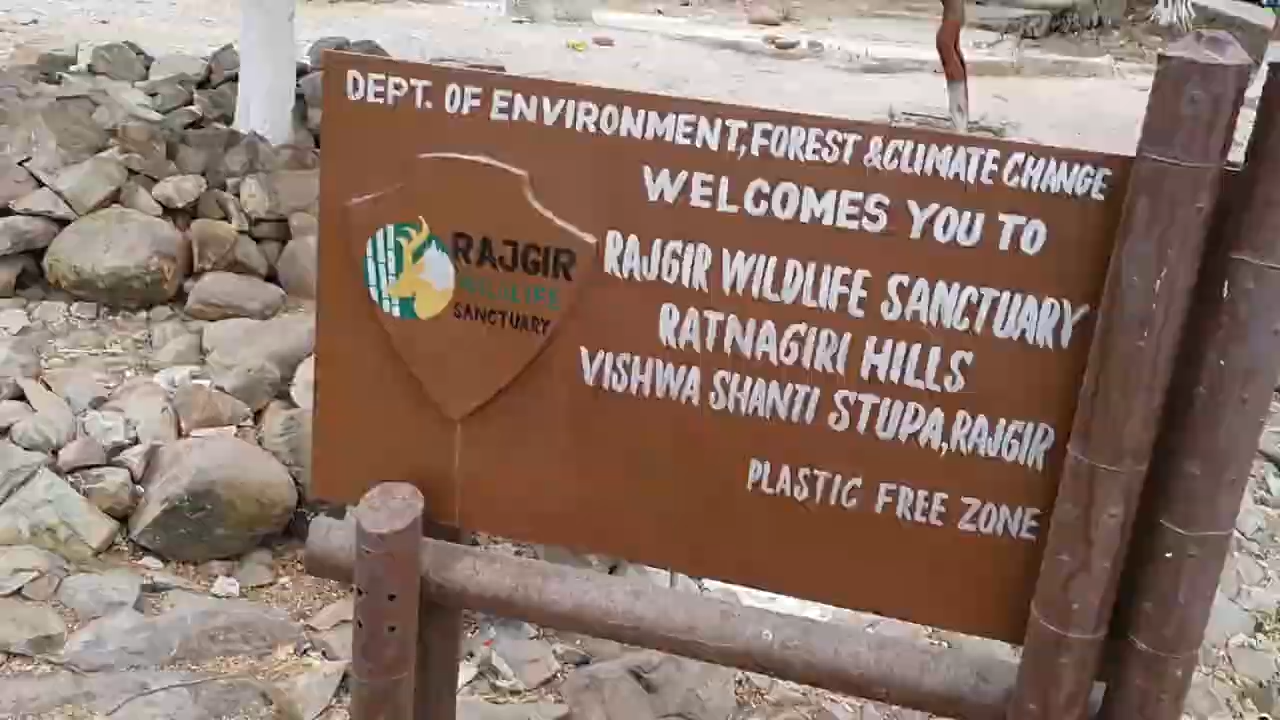 DEPT. OF ENVIRONMENT, FOREST & CLIMATE CHANGE
WELCOMES YOU TO
RAJGIR WILDLIFE SANCTUARY
RATNAGIRI HILLS
VISHWA SHANTI STUPA, RAJGIR
PLASTIC FREE ZONE
RAJGIR
WILDLIFE
SANCTUARY